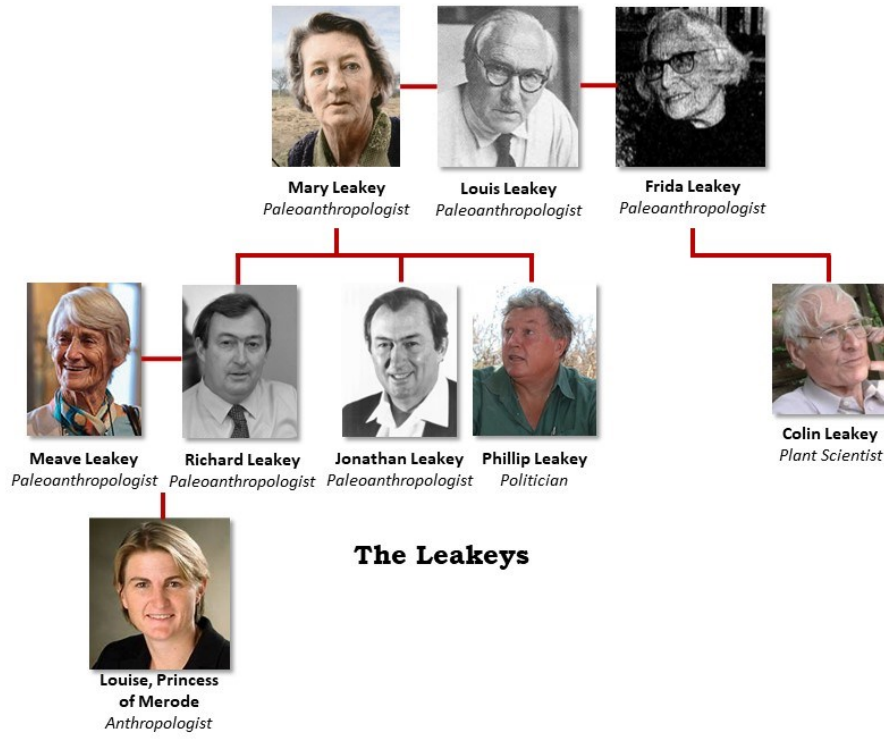 Mary Leakey
Paleoanthropologist
Louis Leakey
Paleoanthropologist
Frida Leakey
Paleoanthropologist
Meave Leakey
Paleoanthropologist
Richard Leakey
Paleoanthropologist
Jonathan Leakey
Paleoanthropologist
Phillip Leakey
Politician
Colin Leakey
Plant Scientist
The Leakeys
Louise, Princess
of Merode
Anthropologist